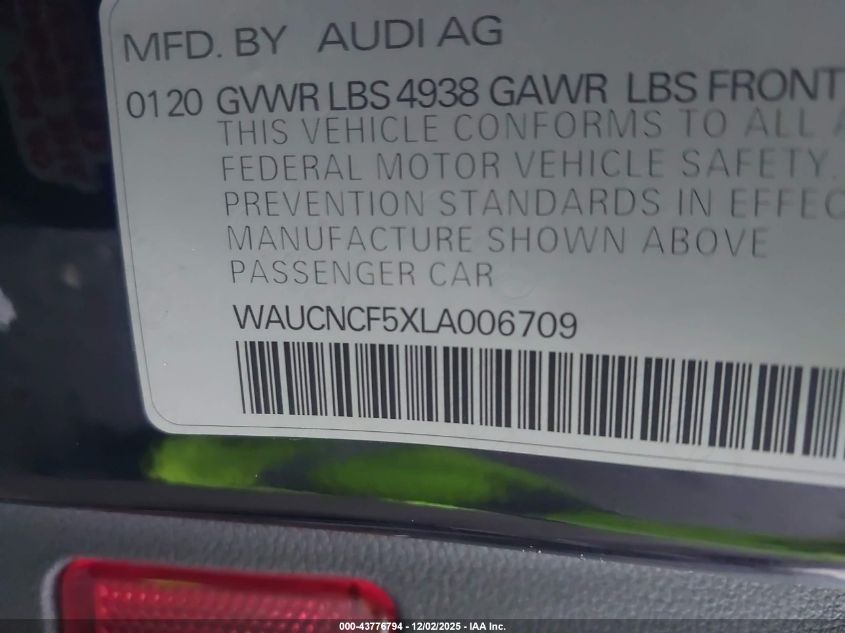 MFD. BY AUDI AG
0120 GVWR LBS 4938 GAWR LBS FRONT
THIS VEHICLE CONFORMS TO ALL A
FEDERAL MOTOR VEHICLE SAFETY,
PREVENTION STANDARDS IN EFFEC
MANUFACTURE SHOWN ABOVE
PASSENGER CAR
WAUCNCF5XLA006709
000-43776794 - 12/02/2025 - IAA Inc.